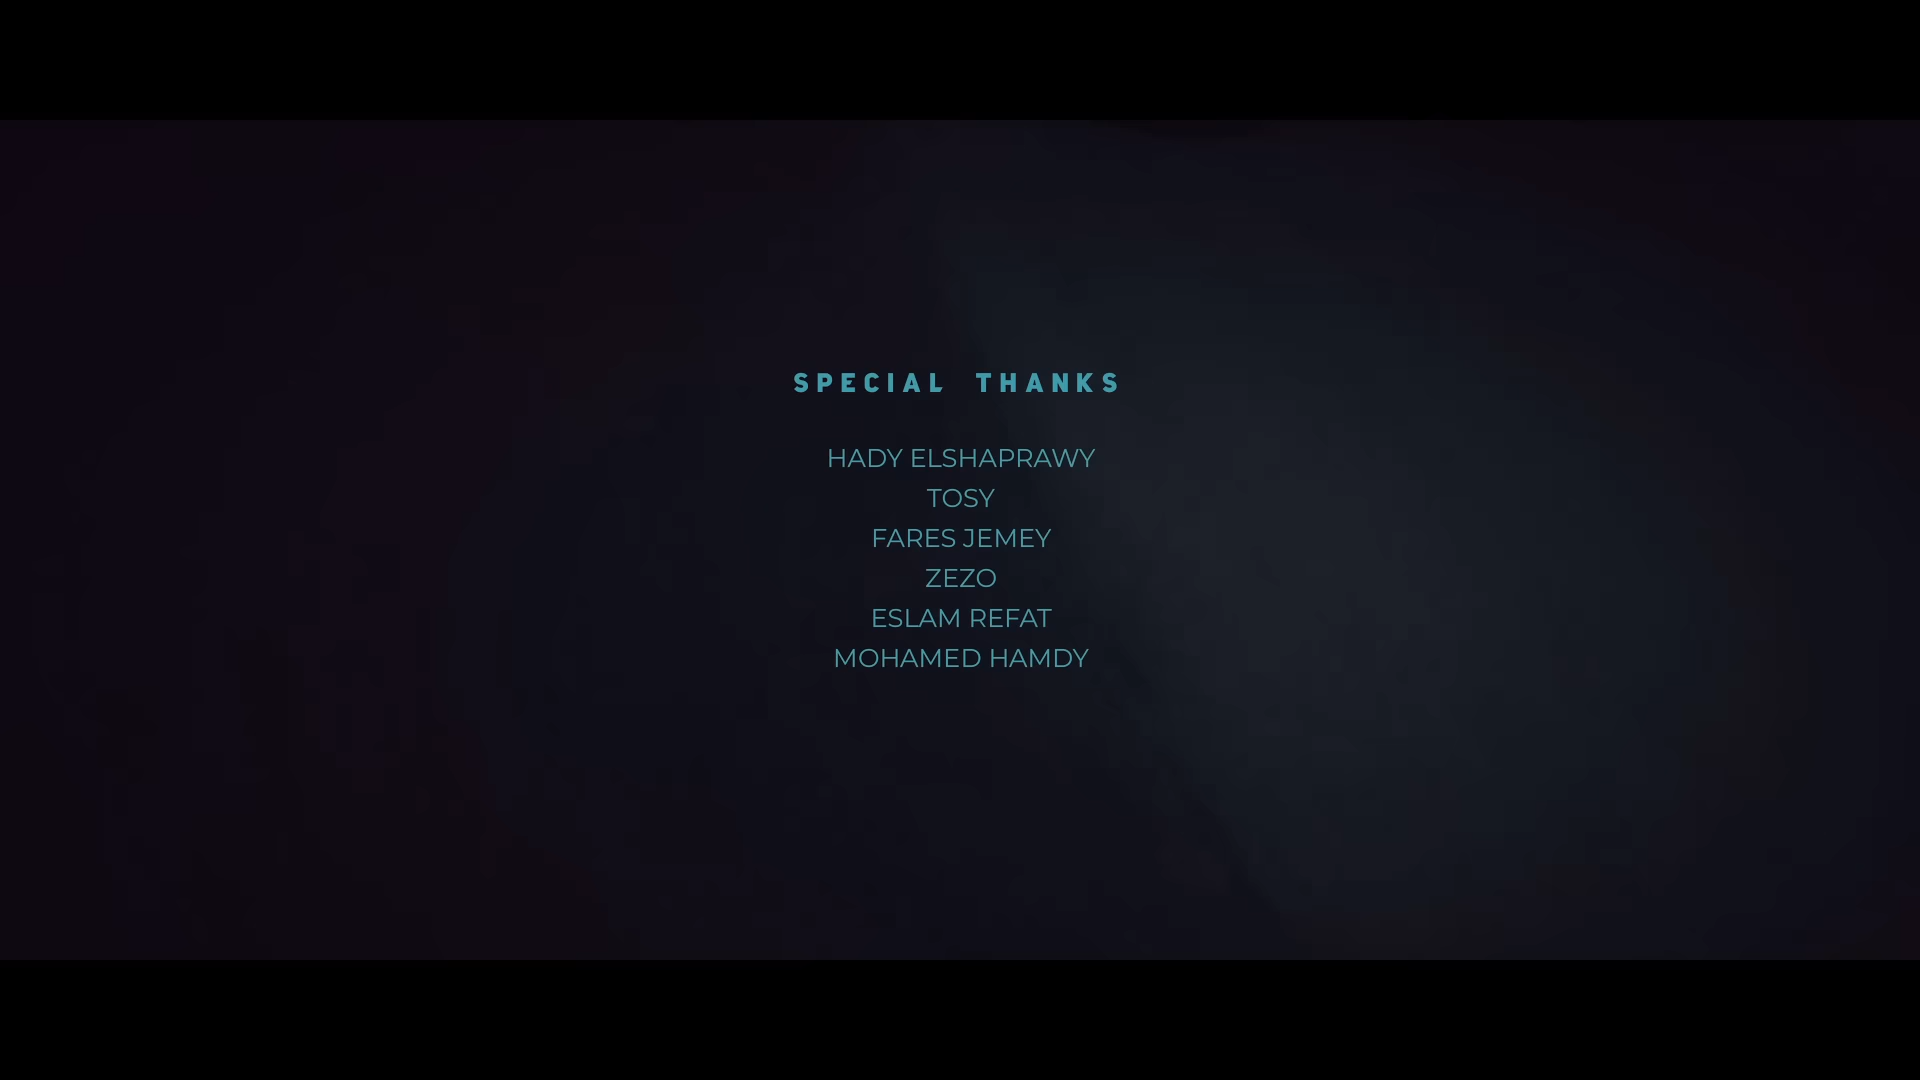 SPECIAL THANKS
HADY ELSHAPRAWY
TOSY
FARES JEMEY
ZEZO
ESLAM REFAT
MOHAMED HAMDY